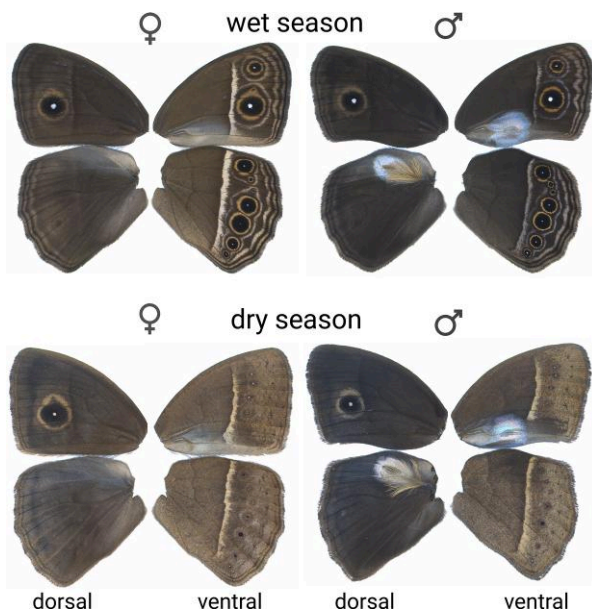 ♀ wet season ♂
♀ dry season ♂
dorsal ventral dorsal ventral